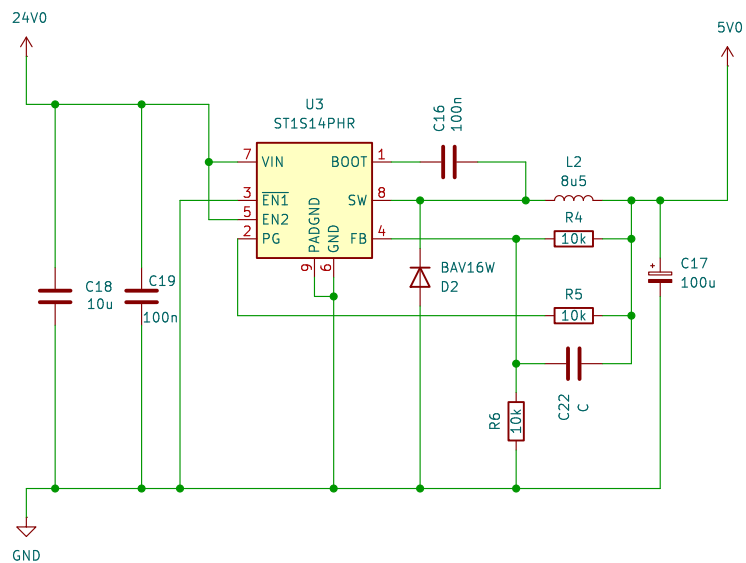 24V0
5V0
U3
ST1S14PHR
C16
100n
7
VIN
BOOT
1
L2
8u5
3
EN1
SW
8
5
EN2
R4
2
PG
PADGND
GND
FB
4
10k
9
6
BAV16W
D2
C17
100u
C18
10u
C19
100n
R5
10k
C22
C
R6
10k
GND